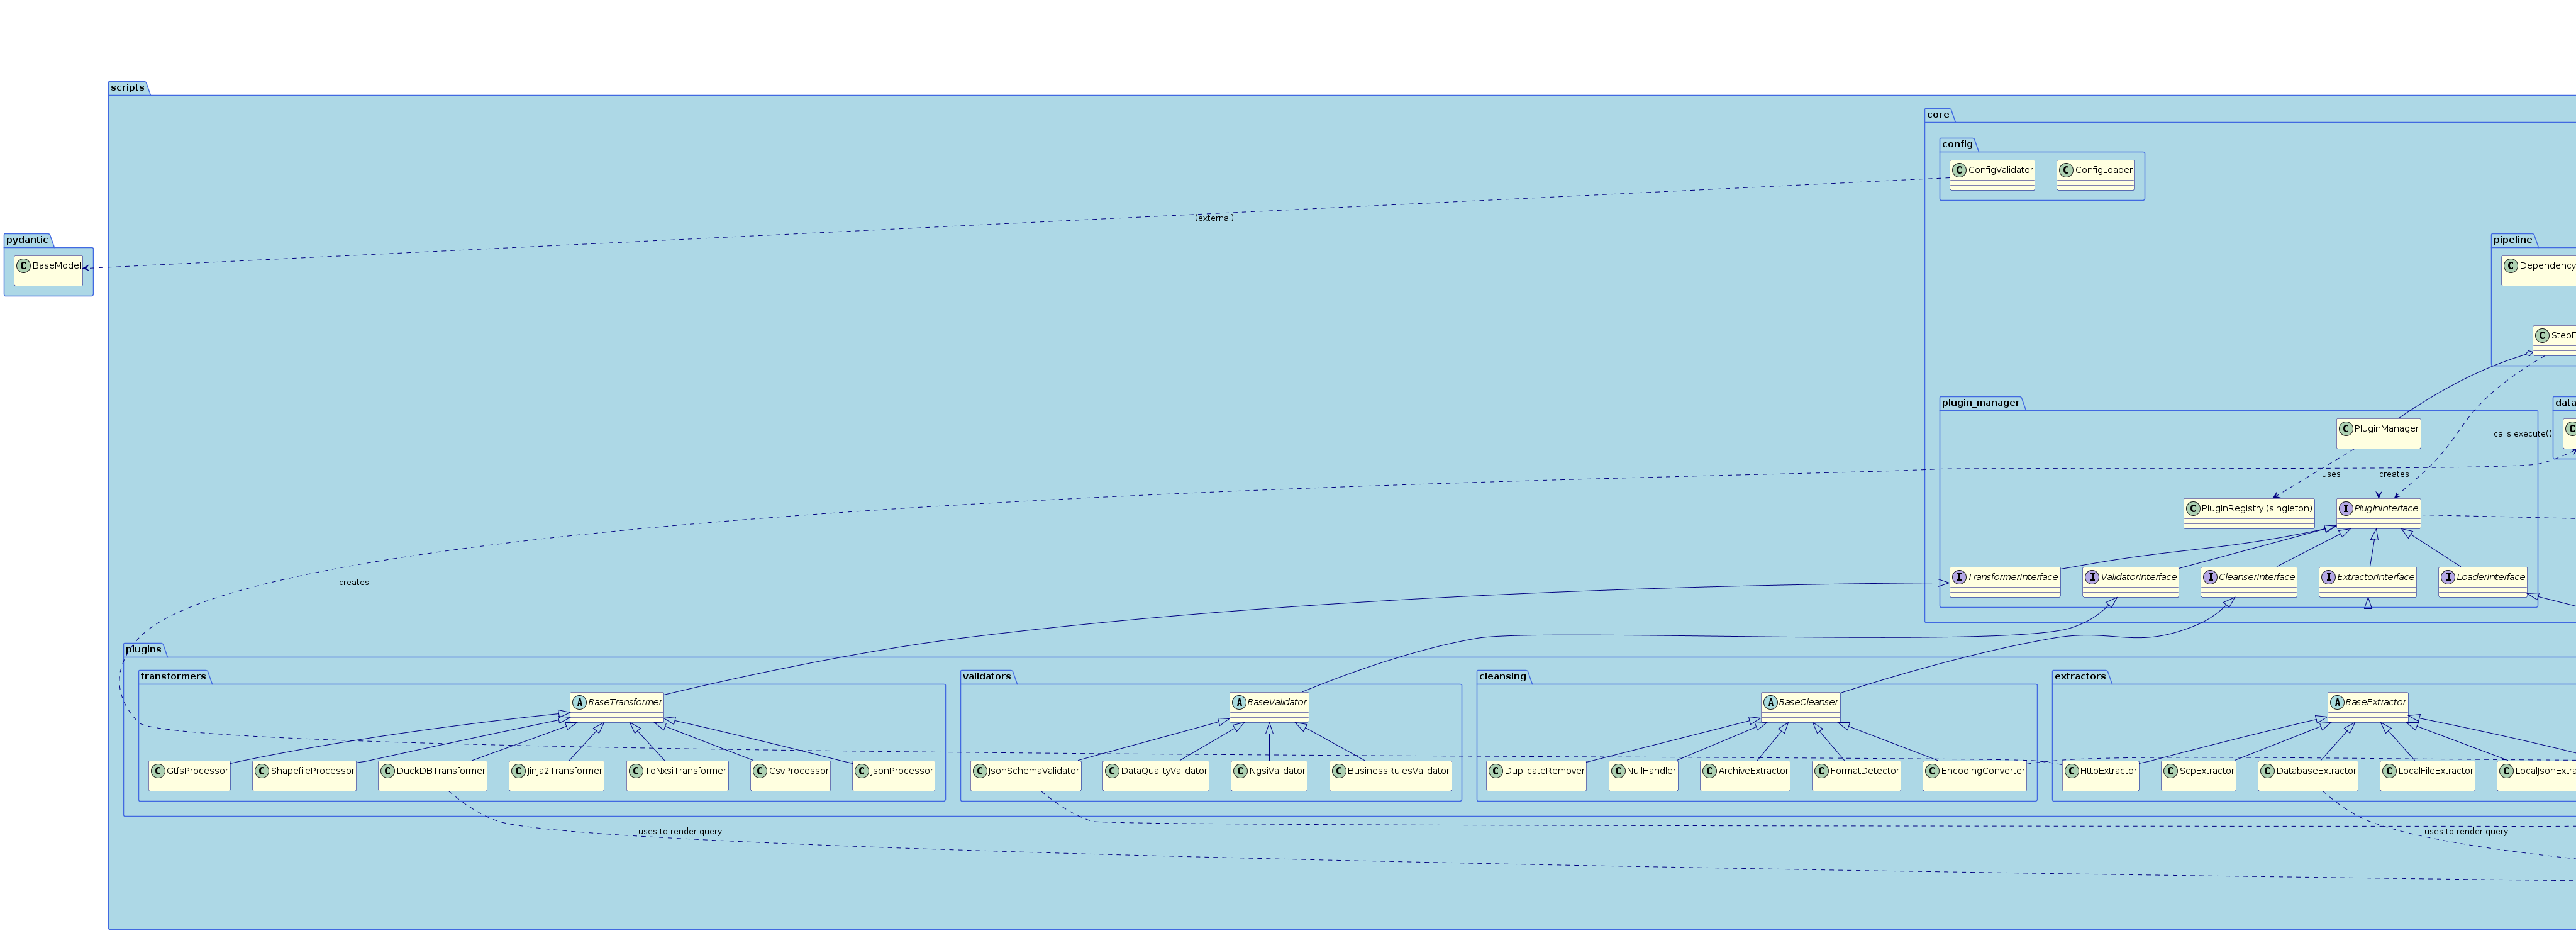 scripts
core
config
C ConfigValidator
C ConfigLoader
(external)
pydantic
C BaseModel
pipeline
C Dependency
C StepE
plugin_manager
data
C PluginManager
C
calls execute()
uses
creates
C PluginRegistry (singleton)
I PluginInterface
creates
I TransformerInterface
I ValidatorInterface
I CleanserInterface
I ExtractorInterface
I LoaderInterface
plugins
transformers
validators
cleansing
extractors
A BaseTransformer
A BaseValidator
A BaseCleanser
A BaseExtractor
C GtfsProcessor
C ShapefileProcessor
C DuckDBTransformer
C Jinja2Transformer
C ToNxsiTransformer
C CsvProcessor
C JsonProcessor
C JsonSchemaValidator
C DataQualityValidator
C NgsiValidator
C BusinessRulesValidator
C DuplicateRemover
C NullHandler
C ArchiveExtractor
C FormatDetector
C EncodingConverter
C HttpExtractor
C ScpExtractor
C DatabaseExtractor
C LocalFileExtractor
C LocalJsonExtra
uses to render query
uses to render query